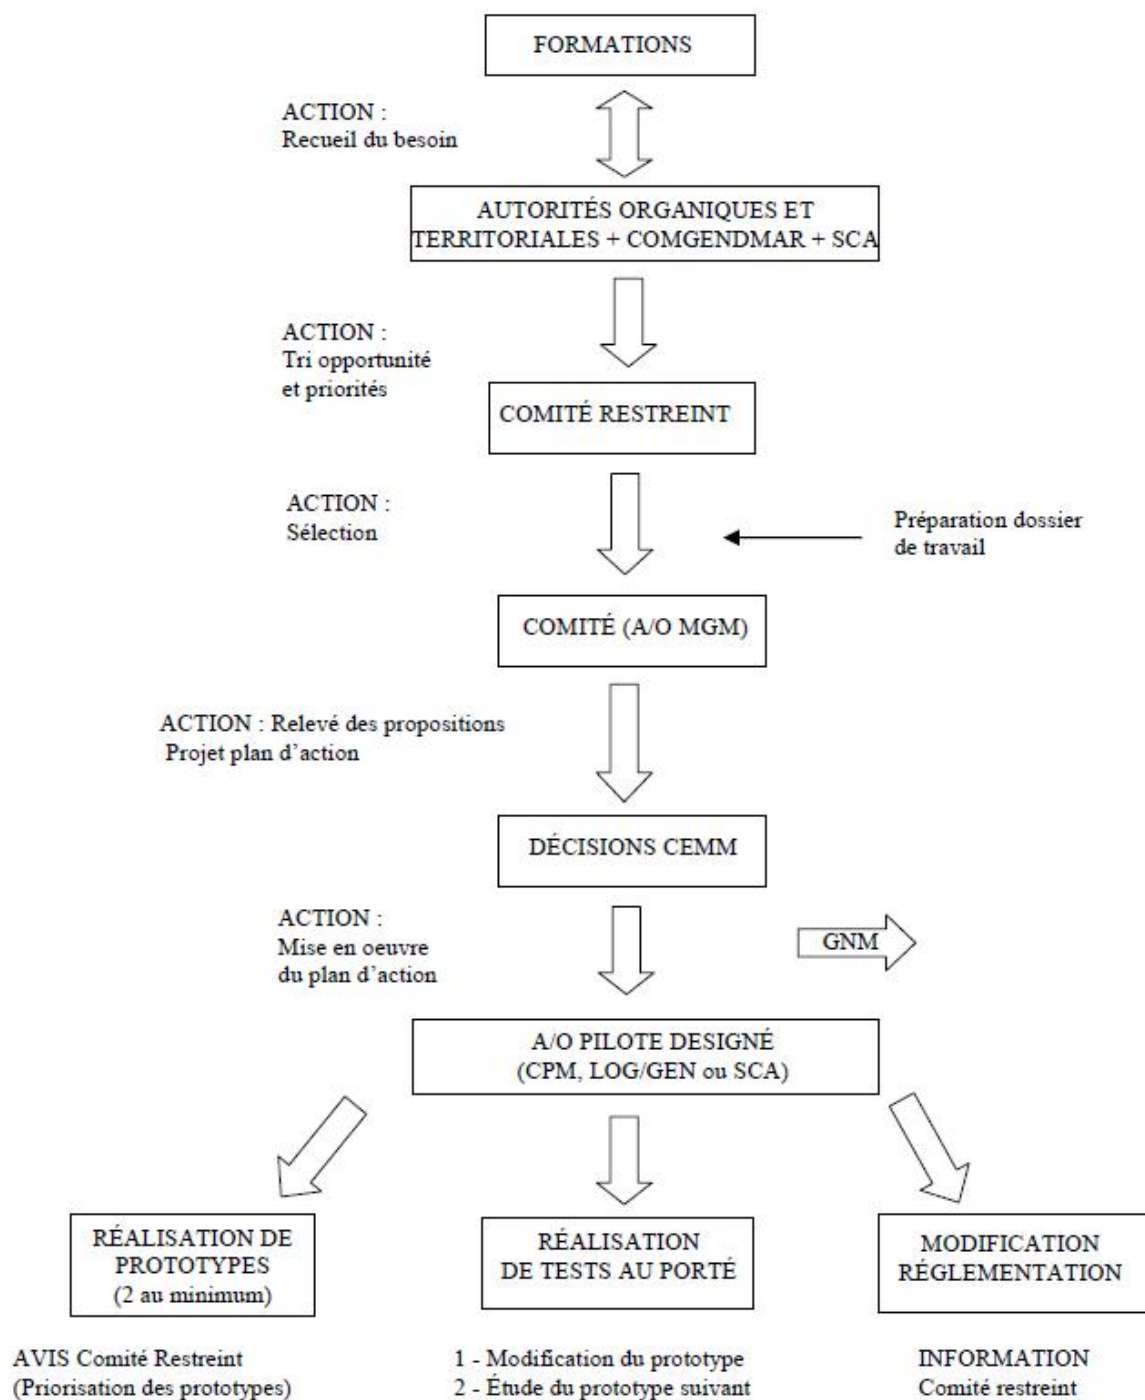 FORMATIONS
ACTION :
Recueil du besoin
AUTORITÉS ORGANIQUES ET
TERRITORIALES + COMGENDMAR + SCA
ACTION :
Tri opportunité
et priorités
COMITÉ RESTREINT
ACTION :
Sélection
Préparation dossier
de travail
COMITÉ (A/O MGM)
ACTION : Relevé des propositions
Projet plan d’action
DÉCISIONS CEMM
ACTION :
Mise en oeuvre
du plan d’action
GNM
A/O PILOTE DESIGNÉ
(CPM, LOG/GEN ou SCA)
RÉALISATION DE
PROTOTYPES
(2 au minimum)
RÉALISATION
DE TESTS AU PORTÉ
MODIFICATION
RÉGLEMENTATION
AVIS Comité Restreint
(Priorisation des prototypes)
1 - Modification du prototype
2 - Étude du prototype suivant
INFORMATION
Comité restreint